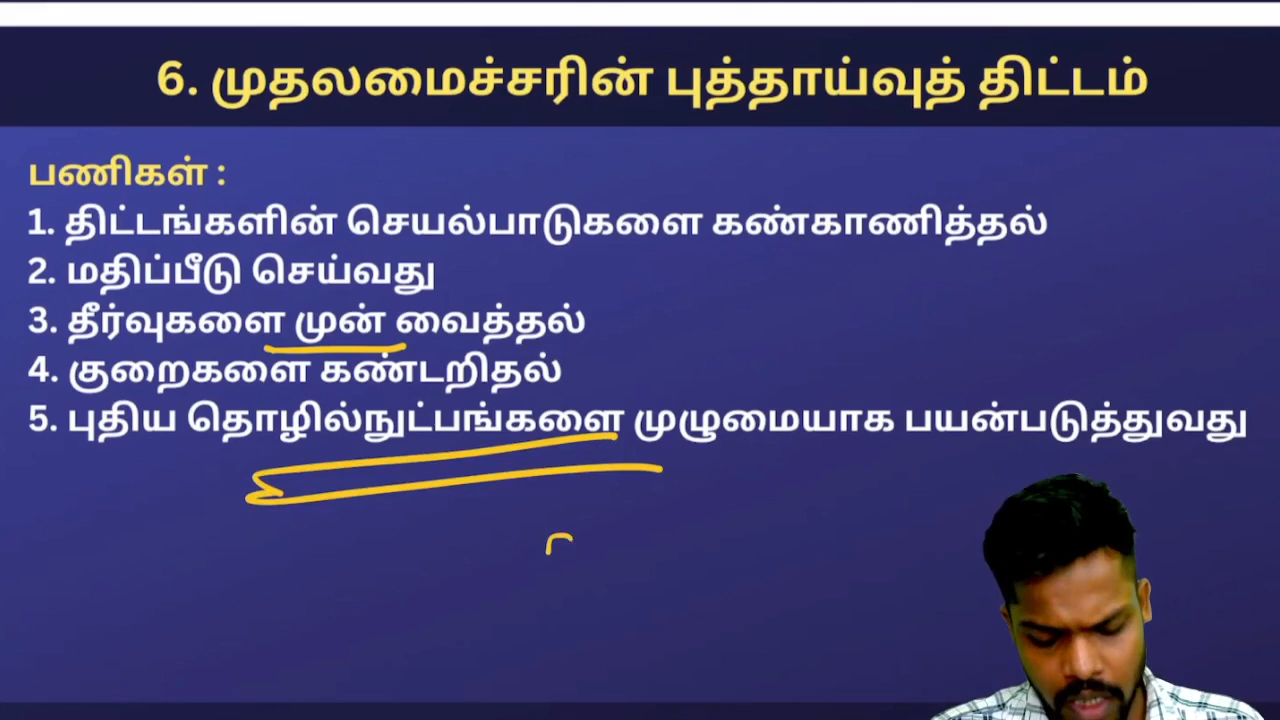 6. முதலமைச்சரின் புத்தாய்வுத் திட்டம்
பணிகள் :
1. திட்டங்களின் செயல்பாடுகளை கண்காணித்தல்
2. மதிப்பீடு செய்வது
3. தீர்வுகளை முன் வைத்தல்
4. குறைகளை கண்டறிதல்
5. புதிய தொழில்நுட்பங்களை முழுமையாக பயன்படுத்துவது